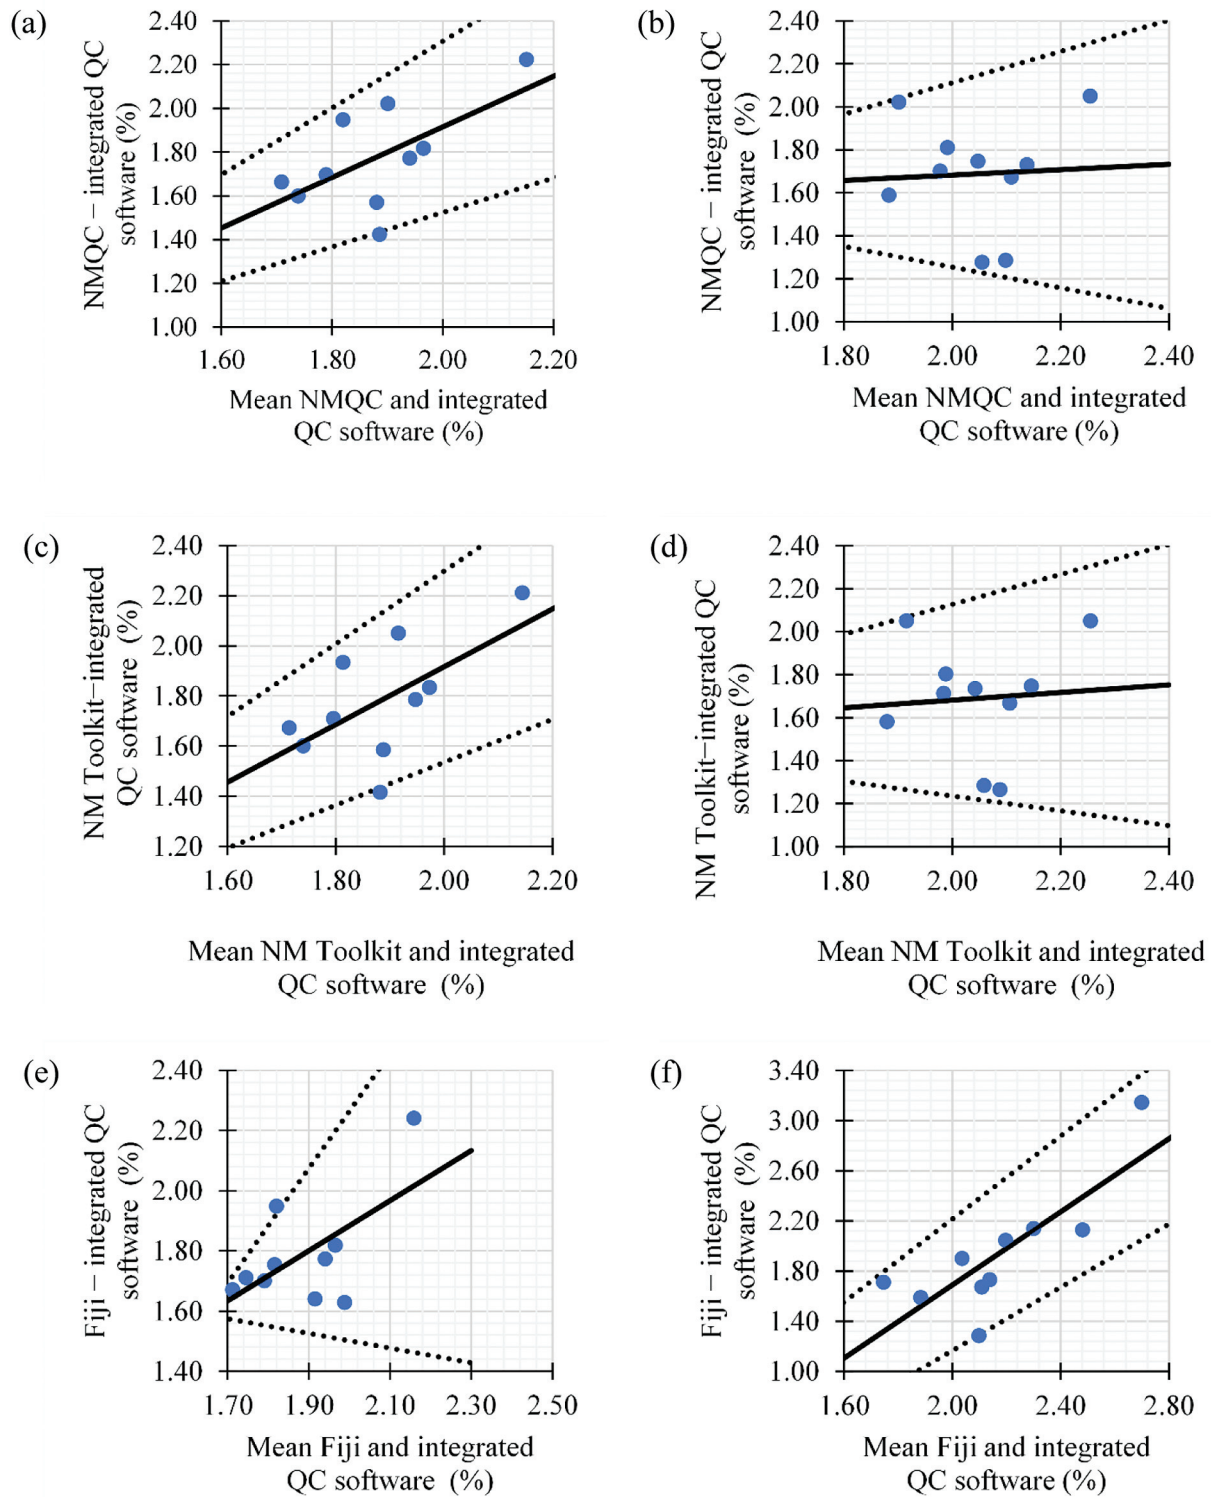 (a)
NMQC − integrated QC
software (%)
2.40
2.20
2.00
1.80
1.60
1.40
1.20
1.00
1.60
1.80
2.00
2.20
Mean NMQC and integrated
QC software (%)
(b)
NMQC − integrated QC
software (%)
2.40
2.20
2.00
1.80
1.60
1.40
1.20
1.00
1.80
2.00
2.20
2.40
Mean NMQC and integrated
QC software (%)
(c)
NM Toolkit−integrated
QC software (%)
2.40
2.20
2.00
1.80
1.60
1.40
1.20
1.60
1.80
2.00
2.20
Mean NM Toolkit and integrated
QC software (%)
(d)
NM Toolkit−integrated QC
software (%)
2.40
2.20
2.00
1.80
1.60
1.40
1.20
1.00
1.80
2.00
2.20
2.40
Mean NM Toolkit and integrated
QC software (%)
(e)
Fiji − integrated QC
software (%)
2.40
2.20
2.00
1.80
1.60
1.40
1.70
1.90
2.10
2.30
2.50
Mean Fiji and integrated
QC software (%)
(f)
Fiji − integrated QC
software (%)
3.40
3.00
2.60
2.20
1.80
1.40
1.00
1.60
2.00
2.40
2.80
Mean Fiji and integrated
QC software (%)